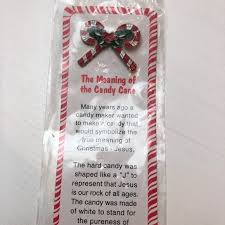 The Meaning of
the Candy Cane
Many years ago a
candy maker wanted
to make a candy that
would symbolize the
true meaning of
Christmas - Jesus.
The hard candy was
shaped like a "J" to
represent that Jesus
is our rock of all ages.
The candy was made
of white to stand for
the pureness of